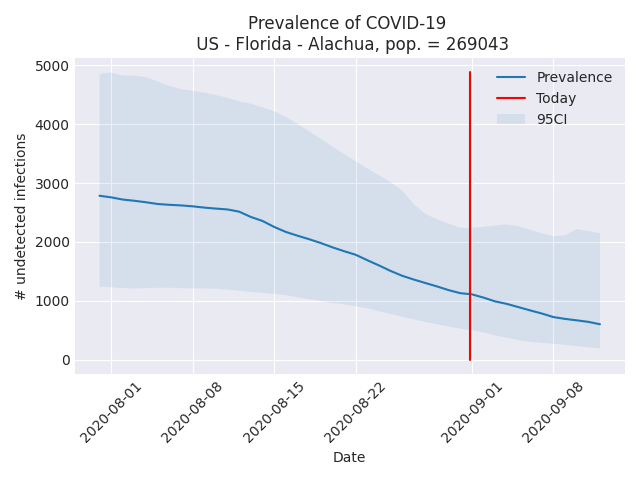 Prevalence of COVID-19
US - Florida - Alachua, pop. = 269043
Prevalence
Today
95CI
# undetected infections
5000
4000
3000
2000
1000
0
2020-08-01
2020-08-08
2020-08-15
2020-08-22
2020-09-01
2020-09-08
Date